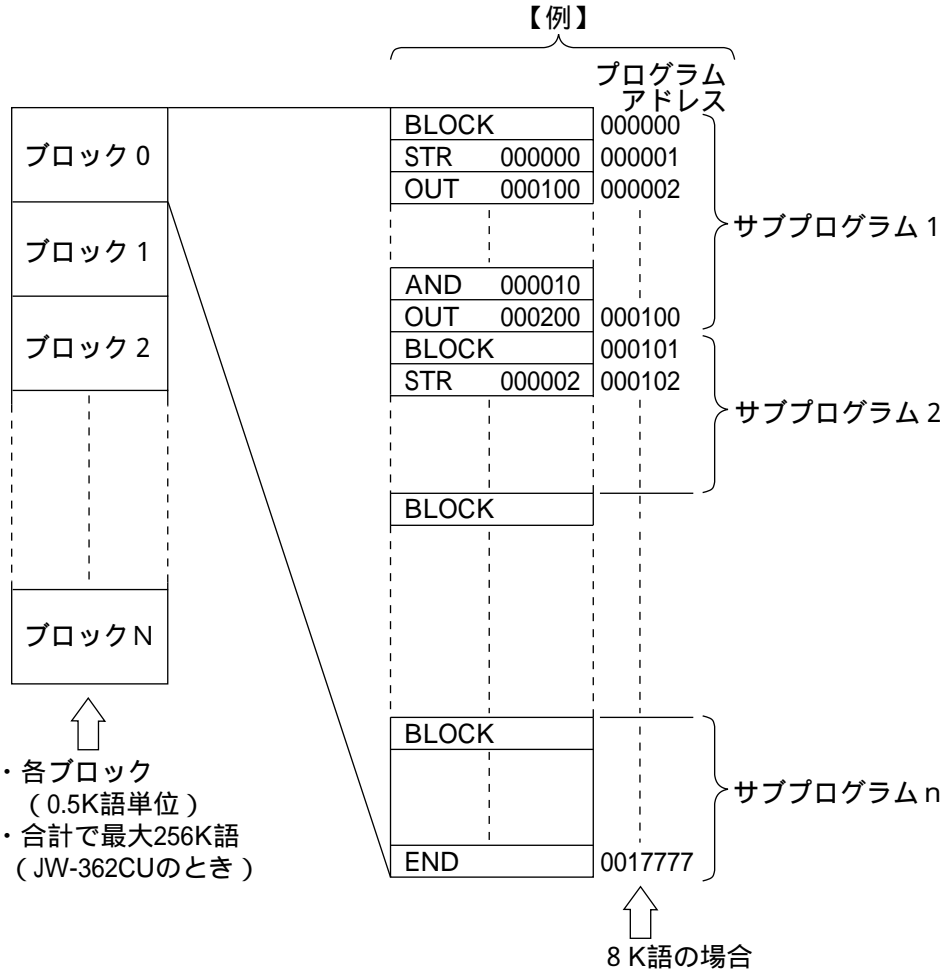 【例】
プログラム
アドレス
ブロック 0
ブロック 1
ブロック 2
ブロック N
・各ブロック
（0.5K語単位）
・合計で最大256K語
（JW-362CUのとき）
BLOCK 000000
STR 000000 000001
OUT 000100 000002
AND 000010
OUT 000200 000100
BLOCK 000101
STR 000002 000102
BLOCK
BLOCK
END 0017777
サブプログラム 1
サブプログラム 2
サブプログラム n
8 K語の場合